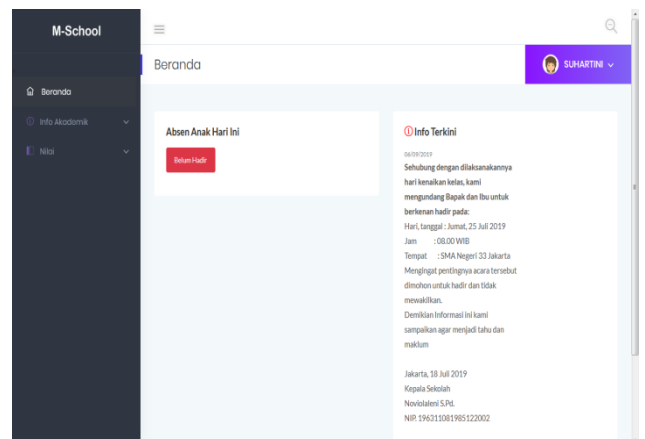 M-School
Beranda
SUHARTINI
Beranda
Info Akademik
Nilai
Absen Anak Hari Ini
Belum Hadir
Info Terkini
06/09/2019
Sehubung dengan dilaksanakannya
hari kenaikan kelas, kami
mengundang Bapak dan Ibu untuk
berkenan hadir pada:
Hari, tanggal : Jumat, 25 Juli 2019
Jam : 08.00 WIB
Tempat : SMA Negeri 33 Jakarta
Mengingat pentingnya acara tersebut
dimohon untuk hadir dan tidak
mewakilkan.
Demikian Informasi ini kami
sampaikan agar menjadi tahu dan
maklum
Jakarta, 18 Juli 2019
Kepala Sekolah
Noviolaleni S.Pd.
NIP. 196311081985122002